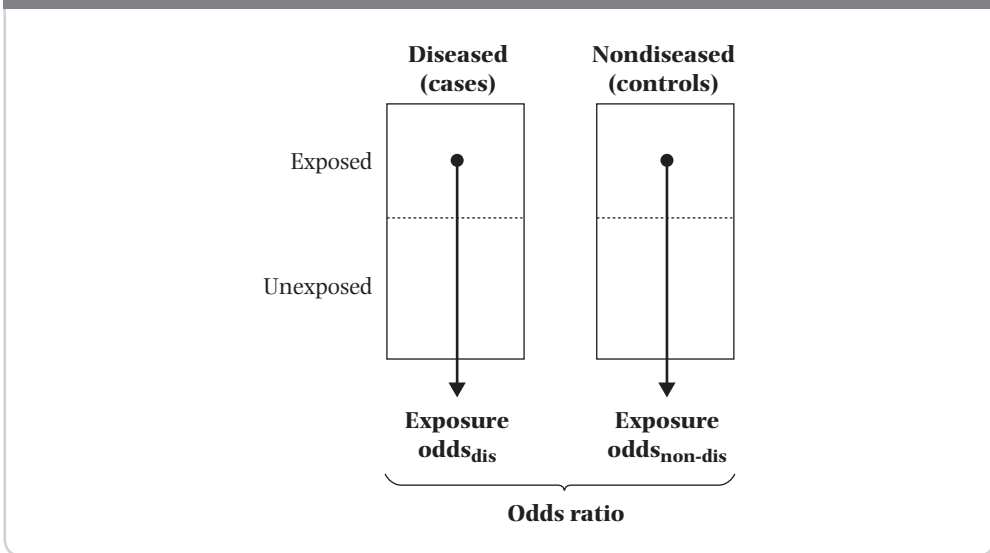 Diseased
(cases)
Nondiseased
(controls)
Exposed
Unexposed
Exposure
odds_dis
Exposure
odds_non-dis
Odds ratio